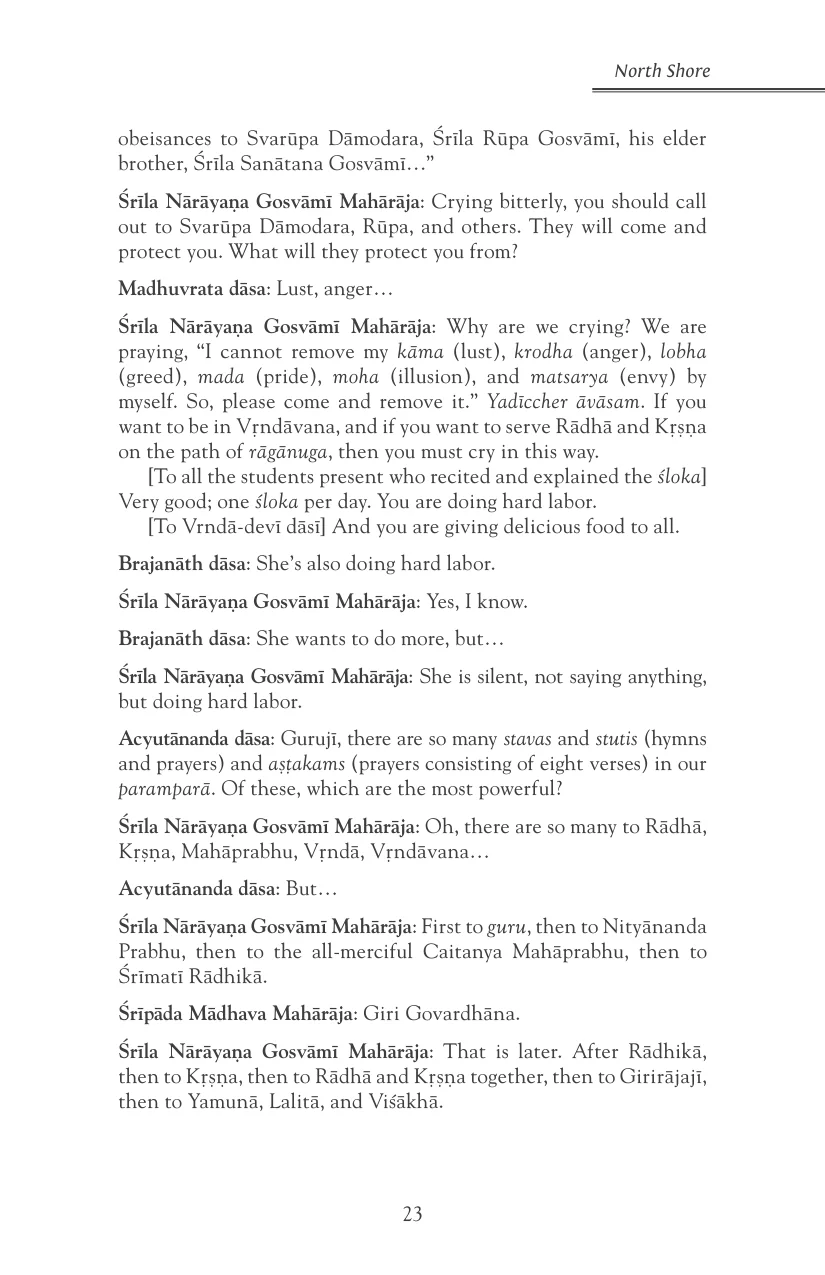 North Shore
obeisances to Svarūpa Dāmodara, Śrīla Rūpa Gosvāmī, his elder
brother, Śrīla Sanātana Gosvāmī…”
Śrīla Nārāyaṇa Gosvāmī Mahārāja: Crying bitterly, you should call
out to Svarūpa Dāmodara, Rūpa, and others. They will come and
protect you. What will they protect you from?
Madhuvrata dāsa: Lust, anger…
Śrīla Nārāyaṇa Gosvāmī Mahārāja: Why are we crying? We are
praying, “I cannot remove my kāma (lust), krodha (anger), lobha
(greed), mada (pride), moha (illusion), and matsarya (envy) by
myself. So, please come and remove it.” Yadīccher āvāsam. If you
want to be in Vṛndāvana, and if you want to serve Rādhā and Kṛṣṇa
on the path of rāgānuga, then you must cry in this way.
[To all the students present who recited and explained the śloka]
Very good; one śloka per day. You are doing hard labor.
[To Vrndā-devī dāsī] And you are giving delicious food to all.
Brajanāth dāsa: She’s also doing hard labor.
Śrīla Nārāyaṇa Gosvāmī Mahārāja: Yes, I know.
Brajanāth dāsa: She wants to do more, but…
Śrīla Nārāyaṇa Gosvāmī Mahārāja: She is silent, not saying anything,
but doing hard labor.
Acyutānanda dāsa: Gurujī, there are so many stavas and stutis (hymns
and prayers) and aṣṭakams (prayers consisting of eight verses) in our
paramparā. Of these, which are the most powerful?
Śrīla Nārāyaṇa Gosvāmī Mahārāja: Oh, there are so many to Rādhā,
Kṛṣṇa, Mahāprabhu, Vṛndā, Vṛndāvana…
Acyutānanda dāsa: But…
Śrīla Nārāyaṇa Gosvāmī Mahārāja: First to guru, then to Nityānanda
Prabhu, then to the all-merciful Caitanya Mahāprabhu, then to
Śrīmatī Rādhikā.
Śrīpāda Mādhava Mahārāja: Giri Govardhāna.
Śrīla Nārāyaṇa Gosvāmī Mahārāja: That is later. After Rādhikā,
then to Kṛṣṇa, then to Rādhā and Kṛṣṇa together, then to Girirājajī,
then to Yamunā, Lalitā, and Viśākhā.
23